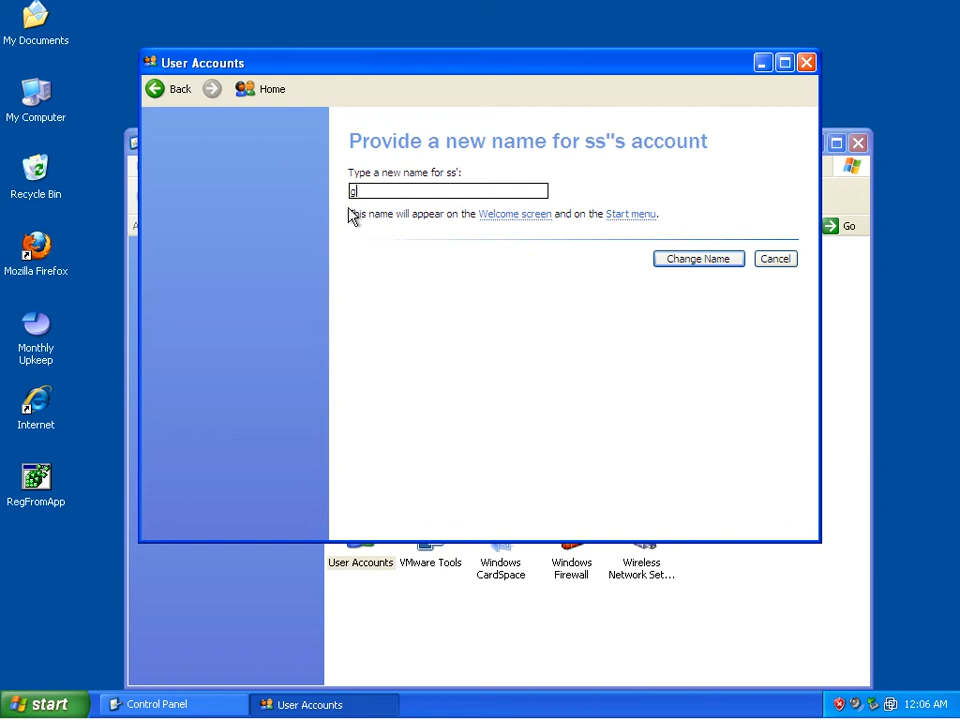 My Documents
My Computer
Recycle Bin
Mozilla Firefox
Monthly
Upkeep
Internet
RegFromApp
User Accounts
Back
Home
Provide a new name for ss''s account
Type a new name for ss':
g
name will appear on the Welcome screen and on the Start menu.
Change Name
Cancel
Go
User Accounts
VMware Tools
Windows
CardSpace
Windows
Firewall
Wireless
Network Set...
start
Control Panel
User Accounts
12:06 AM